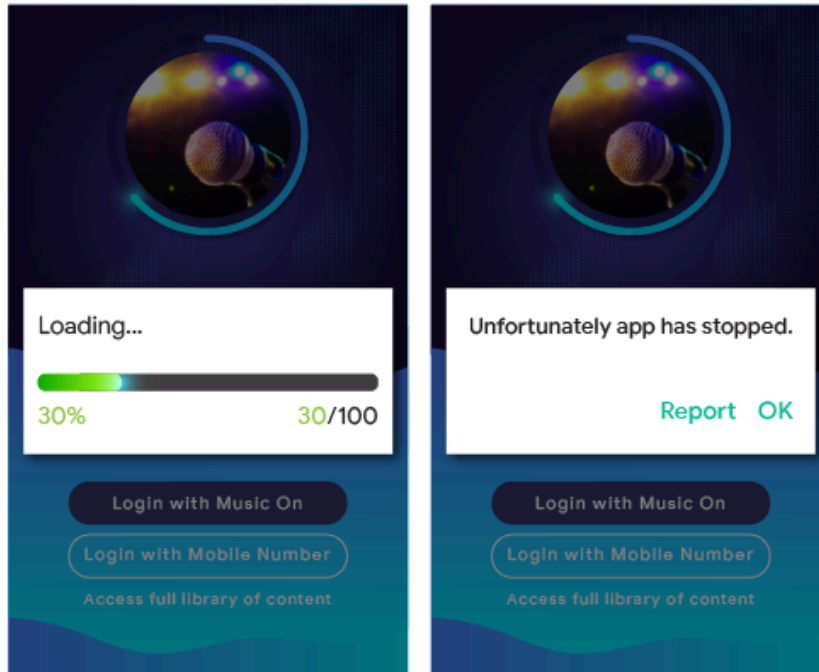 Loading...
30%
30/100
Login with Music On
Login with Mobile Number
Access full library of content
Unfortunately app has stopped.
Report OK
Login with Music On
Login with Mobile Number
Access full library of content